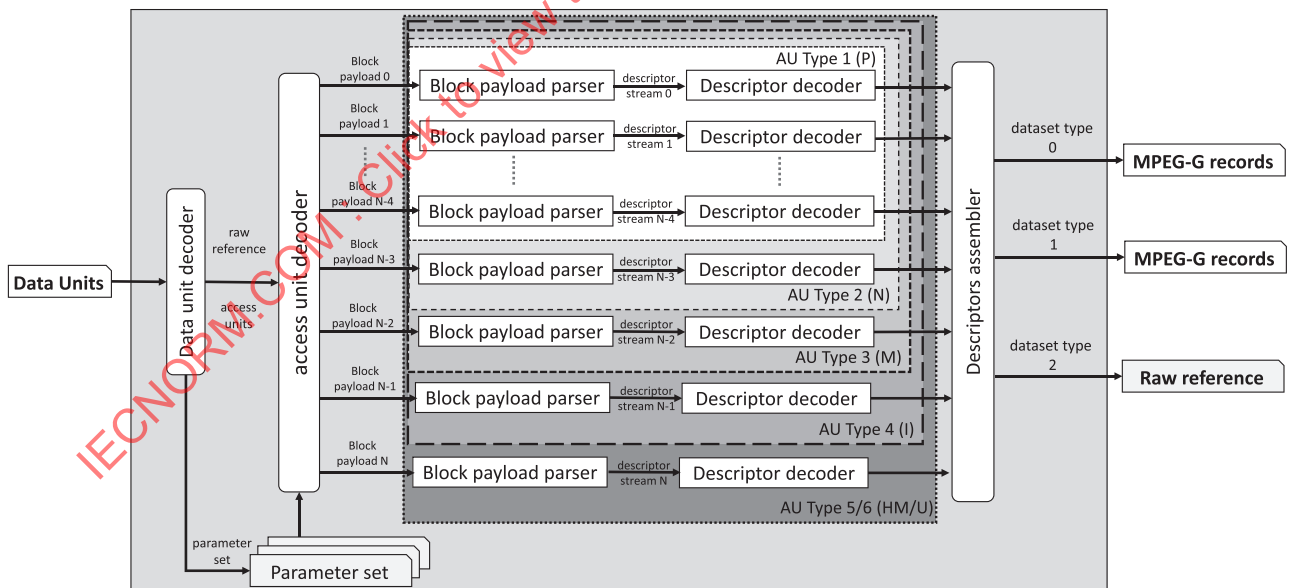 Data Units
Data unit decoder
raw
reference
access
units
parameter
set
Parameter set
access unit decoder
Block
payload 0
Block payload parser
descriptor
stream 0
Descriptor decoder
AU Type 1 (P)
Block
payload 1
Block payload parser
descriptor
stream 1
Descriptor decoder
Block
payload N-4
Block payload parser
descriptor
stream N-4
Descriptor decoder
Block
payload N-3
Block payload parser
descriptor
stream N-3
Descriptor decoder
AU Type 2 (N)
Block
payload N-2
Block payload parser
descriptor
stream N-2
Descriptor decoder
AU Type 3 (M)
Block
payload N-1
Block payload parser
descriptor
stream N-1
Descriptor decoder
AU Type 4 (I)
Block
payload N
Block payload parser
descriptor
stream N
Descriptor decoder
AU Type 5/6 (HM/U)
Descriptors assembler
dataset type
0
MPEG-G records
dataset type
1
MPEG-G records
dataset type
2
Raw reference
IECNORM.COM : Click to view